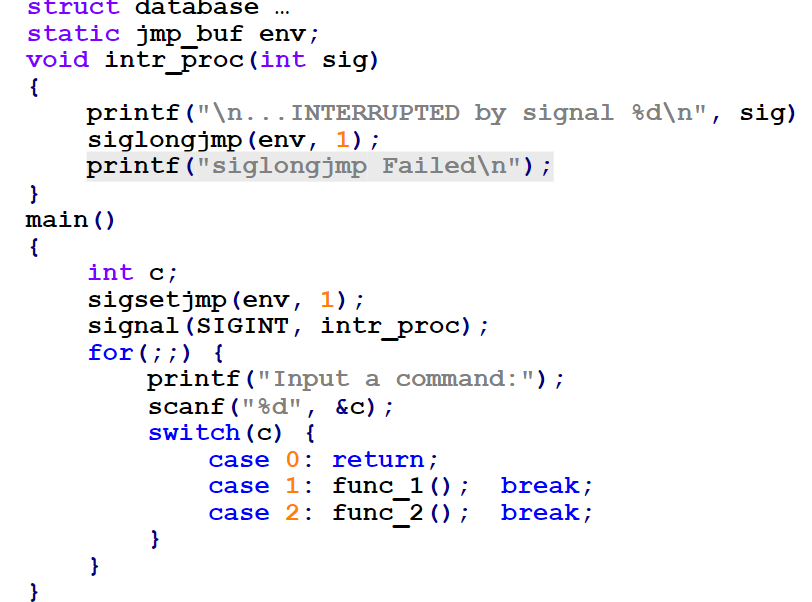 struct database …
static jmp_buf env;
void intr_proc(int sig)
{
    printf("\n...INTERRUPTED by signal %d\n", sig)
    siglongjmp(env, 1);
    printf("siglongjmp Failed\n");
}
main()
{
    int c;
    sigsetjmp(env, 1);
    signal(SIGINT, intr_proc);
    for(;;) {
        printf("Input a command:");
        scanf("%d", &c);
        switch(c) {
            case 0: return;
            case 1: func_1();  break;
            case 2: func_2();  break;
        }
    }
}